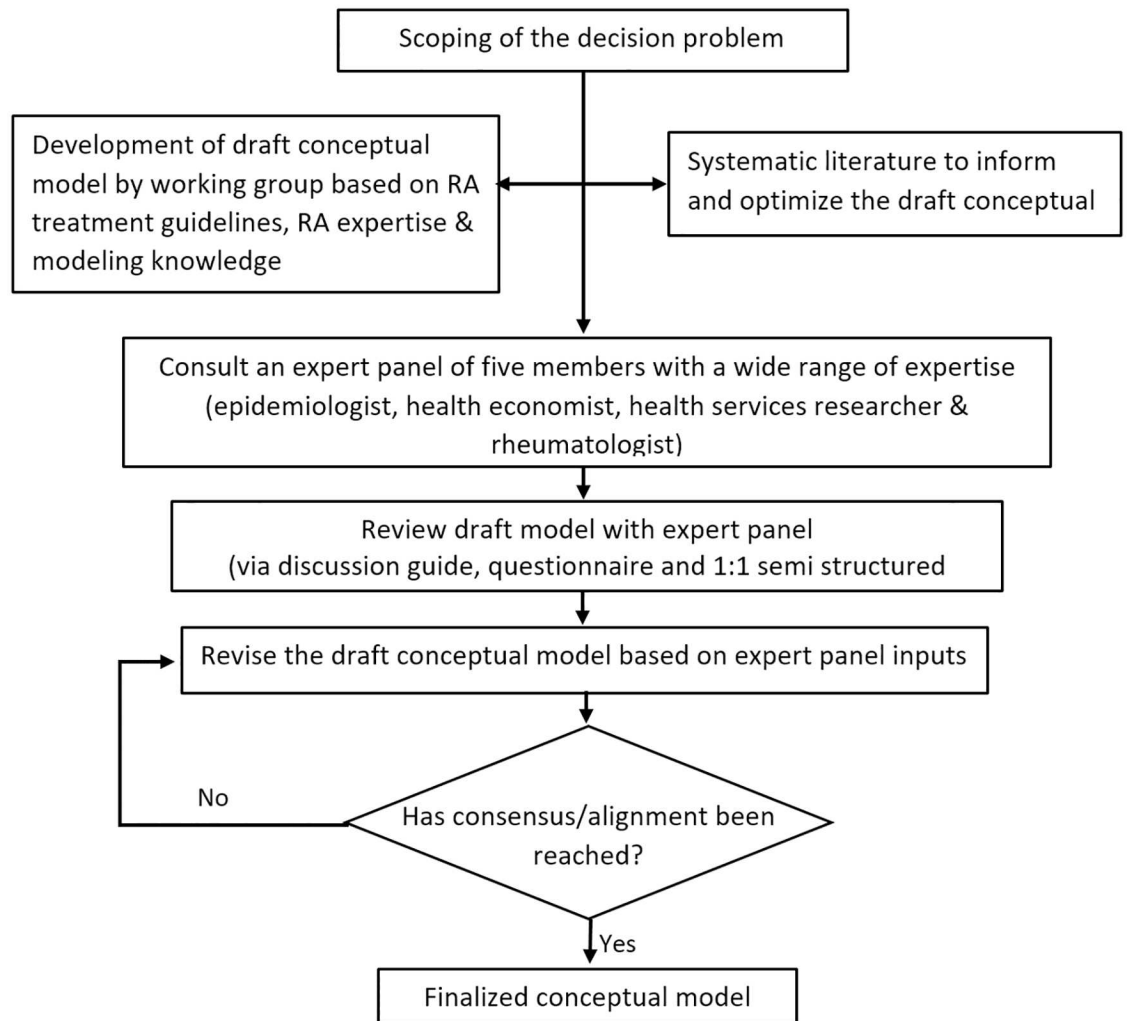 Scoping of the decision problem
Development of draft conceptual
model by working group based on RA
treatment guidelines, RA expertise &
modeling knowledge
Systematic literature to inform
and optimize the draft conceptual
Consult an expert panel of five members with a wide range of expertise
(epidemiologist, health economist, health services researcher &
rheumatologist)
Review draft model with expert panel
(via discussion guide, questionnaire and 1:1 semi structured
Revise the draft conceptual model based on expert panel inputs
No
Has consensus/alignment been
reached?
Yes
Finalized conceptual model